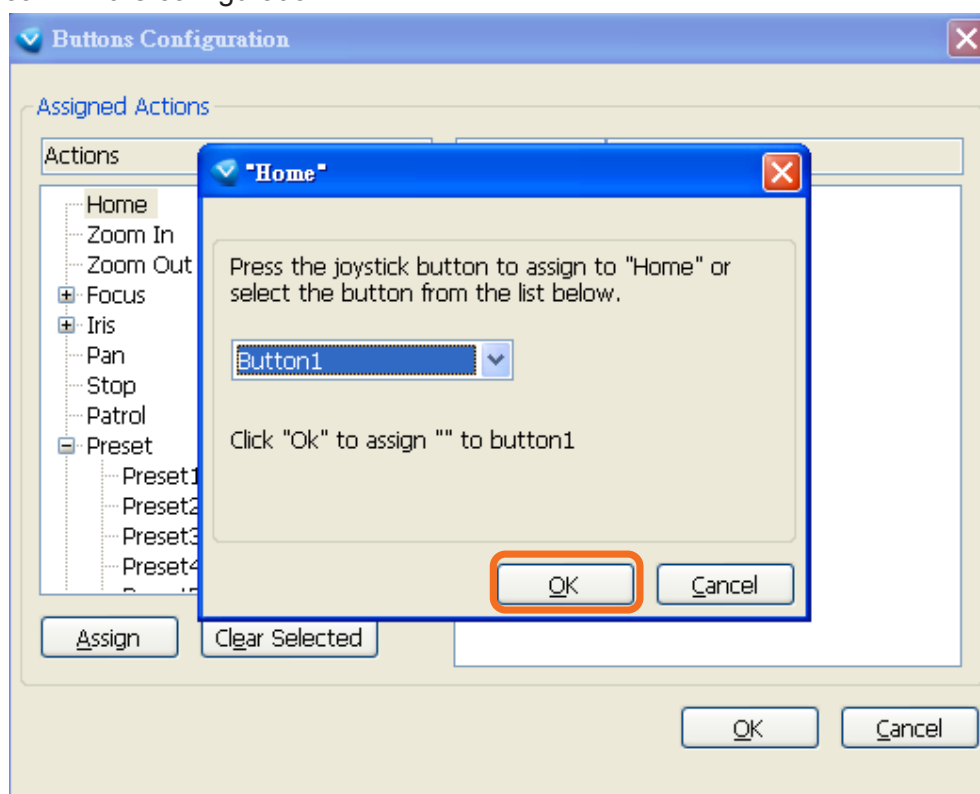 Buttons Configuration
Assigned Actions
Actions
Home
Zoom In
Zoom Out
Focus
Iris
Pan
Stop
Patrol
Preset
Preset1
Preset2
Preset3
Preset4
Assign
Clear Selected
"Home"
Press the joystick button to assign to "Home" or
select the button from the list below.
Button1
Click "Ok" to assign "" to button1
OK
Cancel
OK
Cancel